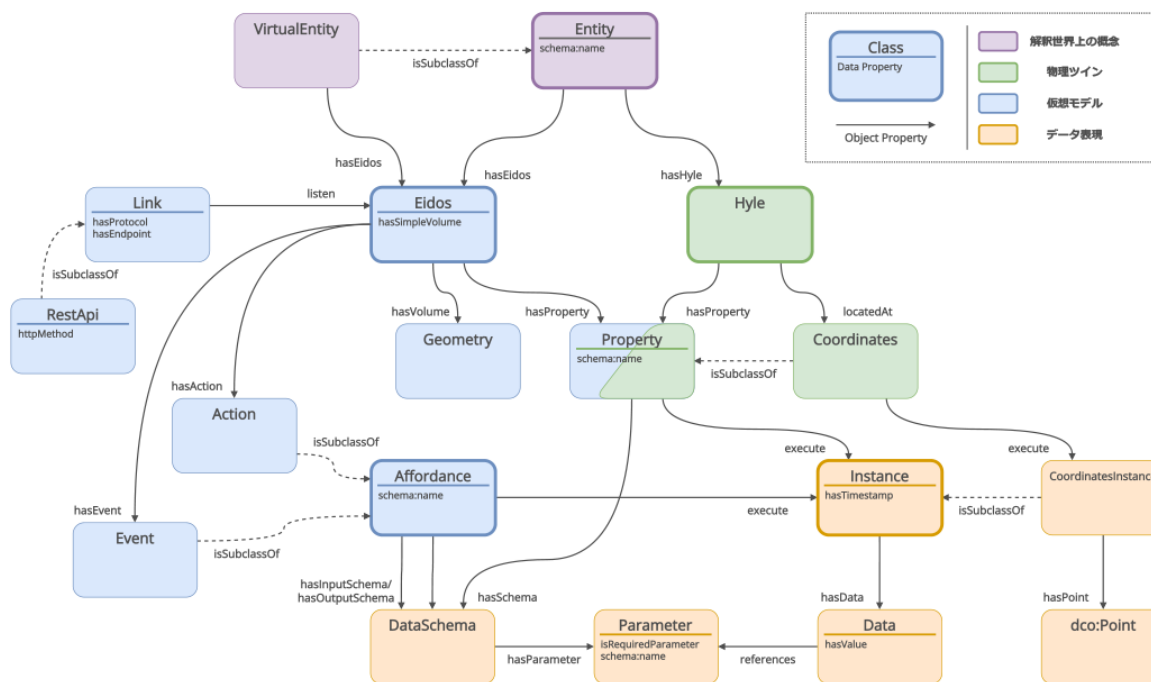 VirtualEntity
isSubclassOf
Entity
schema:name
Class
Data Property
Object Property
解釈世界上の概念
物理ツイン
仮想モデル
データ表現
hasEidos
hasEidos
hasHyle
Link
hasProtocol
hasEndpoint
listen
Eidos
hasSimpleVolume
Hyle
isSubclassOf
RestApi
httpMethod
hasVolume
hasProperty
hasProperty
locatedAt
Geometry
Property
schema:name
isSubclassOf
Coordinates
hasAction
Action
isSubclassOf
execute
execute
Affordance
schema:name
execute
Instance
hasTimestamp
isSubclassOf
CoordinatesInstance
hasEvent
Event
isSubclassOf
hasInputSchema/
hasOutputSchema
hasSchema
hasData
hasPoint
DataSchema
hasParameter
Parameter
isRequiredParameter
schema:name
references
Data
hasValue
dco:Point